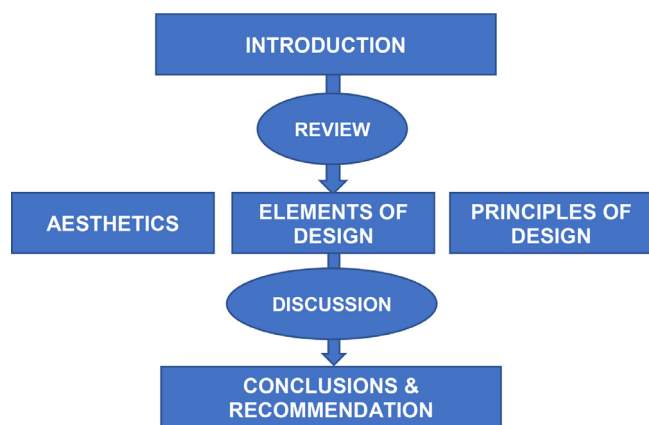 INTRODUCTION
REVIEW
AESTHETICS
ELEMENTS OF
DESIGN
PRINCIPLES OF
DESIGN
DISCUSSION
CONCLUSIONS &
RECOMMENDATION